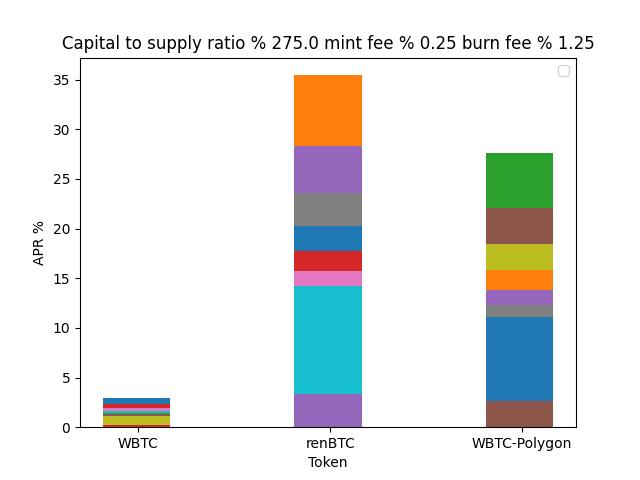 Capital to supply ratio % 275.0 mint fee % 0.25 burn fee % 1.25
35
30
25
20
15
10
5
0
APR %
WBTC renBTC WBTC-Polygon
Token